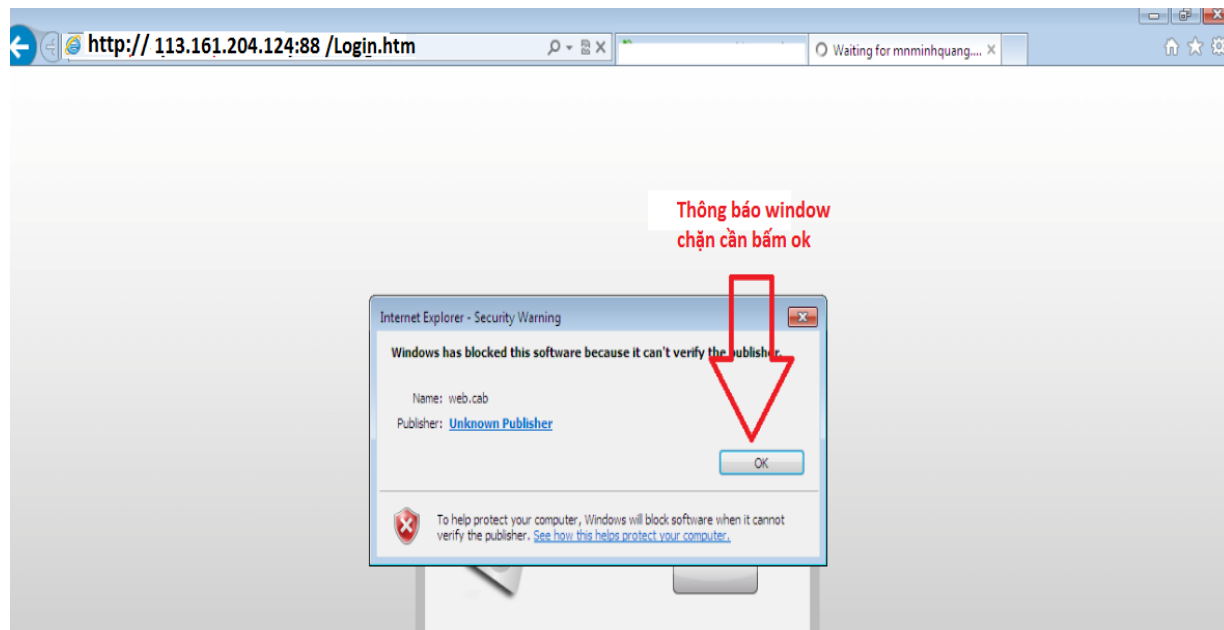 http:// 113.161.204.124:88 /Login.htm
Waiting for mnminhquang....
Thông báo window
chặn cần bấm ok
Internet Explorer - Security Warning
Windows has blocked this software because it can't verify the publisher.
Name: web.cab
Publisher: Unknown Publisher
OK
To help protect your computer, Windows will block software when it cannot
verify the publisher. See how this helps protect your computer.